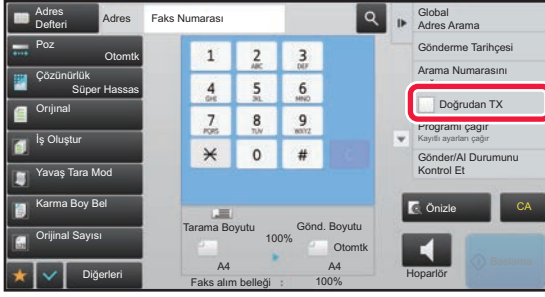 Adres
Defteri
Adres
Faks Numarası
Poz
Otomtk
Çözünürlük
Süper Hassas
Orijinal
İş Oluştur
Yavaş Tara Mod
Karma Boy Bel
Orijinal Sayısı
Diğerleri
1
2
ABC
3
DEF
4
GHI
5
JKL
6
MNO
7
PQRS
8
TUV
9
WXYZ
0
#
C
Tarama Boyutu
Gönd. Boyutu
100%
Otomtk
A4
A4
Faks alım belleği : 100%
Global
Adres Arama
Gönderme Tarihçesi
Arama Numarasını
Doğrudan TX
Programı çağır
Kayıtlı ayarları çağır
Gönder/Al Durumunu
Kontrol Et
Önizle
CA
Hoparlör